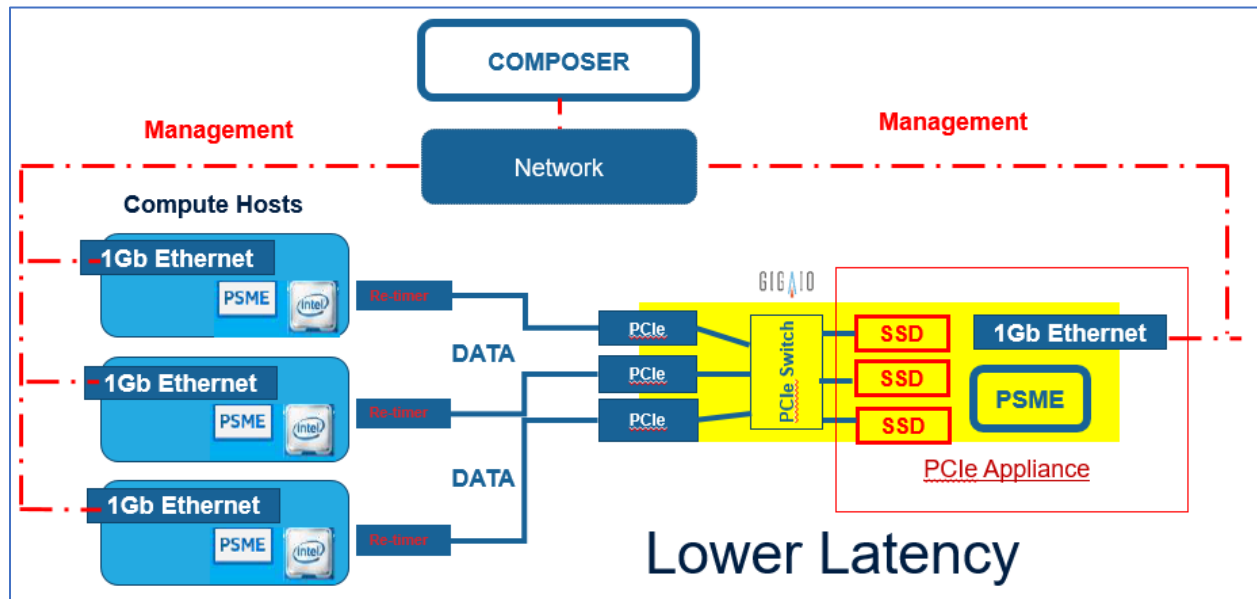 COMPOSER
Management
Management
Network
Compute Hosts
1Gb Ethernet
PSME
intel
Re-timer
DATA
PCIe
GIGAIO
PCIe Switch
SSD
1Gb Ethernet
1Gb Ethernet
PSME
intel
Re-timer
PCIe
SSD
PSME
PCIe
SSD
DATA
PCIe Appliance
1Gb Ethernet
PSME
intel
Re-timer
Lower Latency